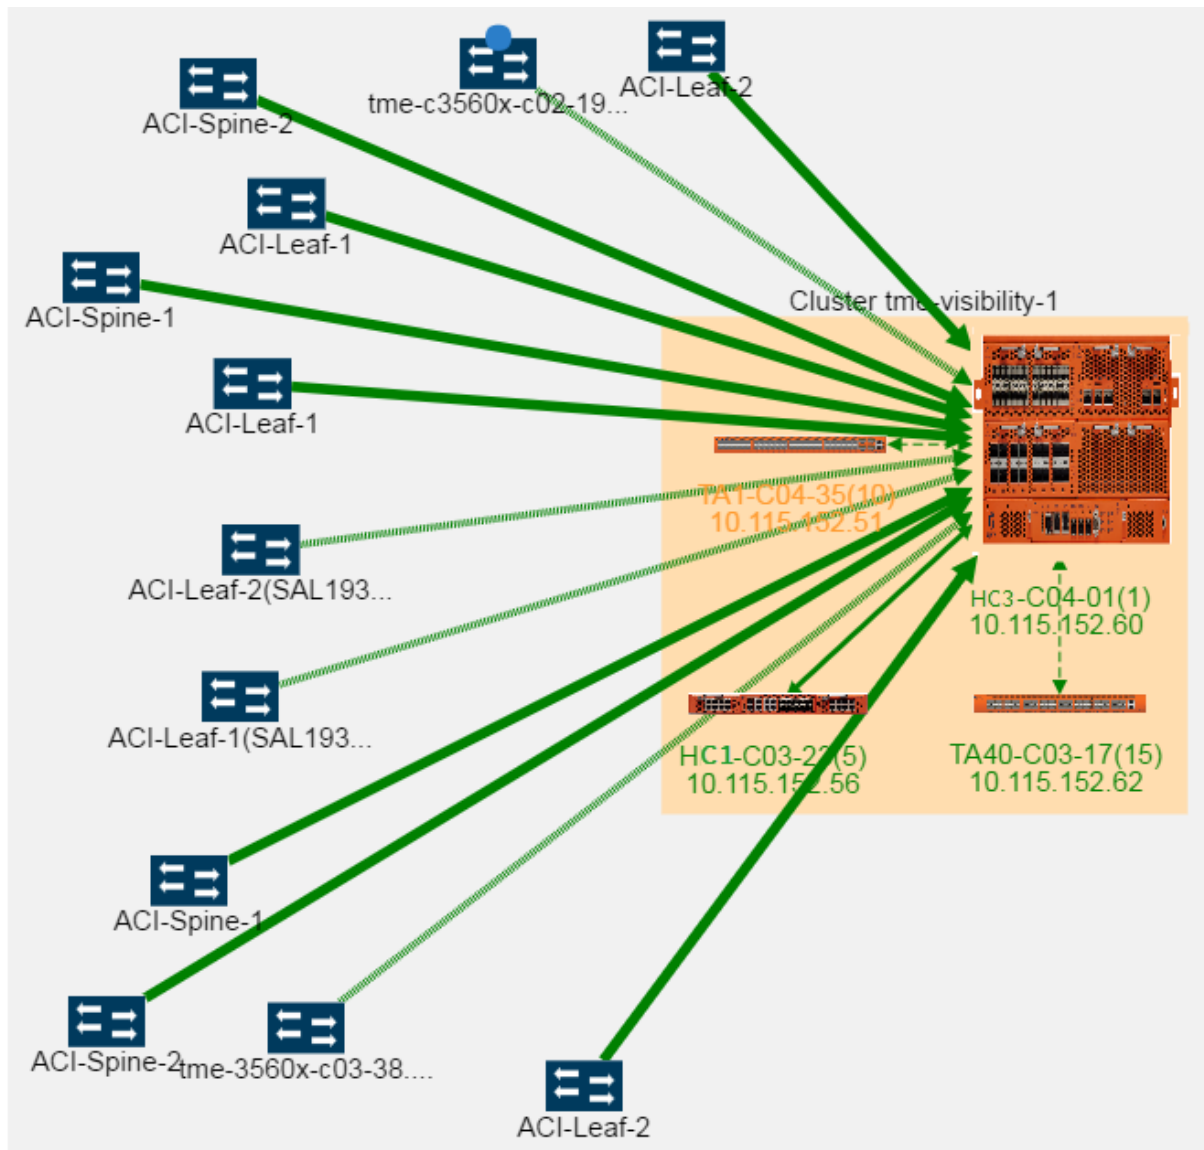 ACI-Leaf-2
tme-c3560x-c02-19...
ACI-Spine-2
ACI-Leaf-1
ACI-Spine-1
Cluster tme-visibility-1
ACI-Leaf-1
TA1-C04-35(10)
10.115.152.51
ACI-Leaf-2(SAL193...
HC3-C04-01(1)
10.115.152.60
ACI-Leaf-1(SAL193...
HC1-C03-23(5)
10.115.152.56
TA40-C03-17(15)
10.115.152.62
ACI-Spine-1
ACI-Spine-2
tme-3560x-c03-38....
ACI-Leaf-2